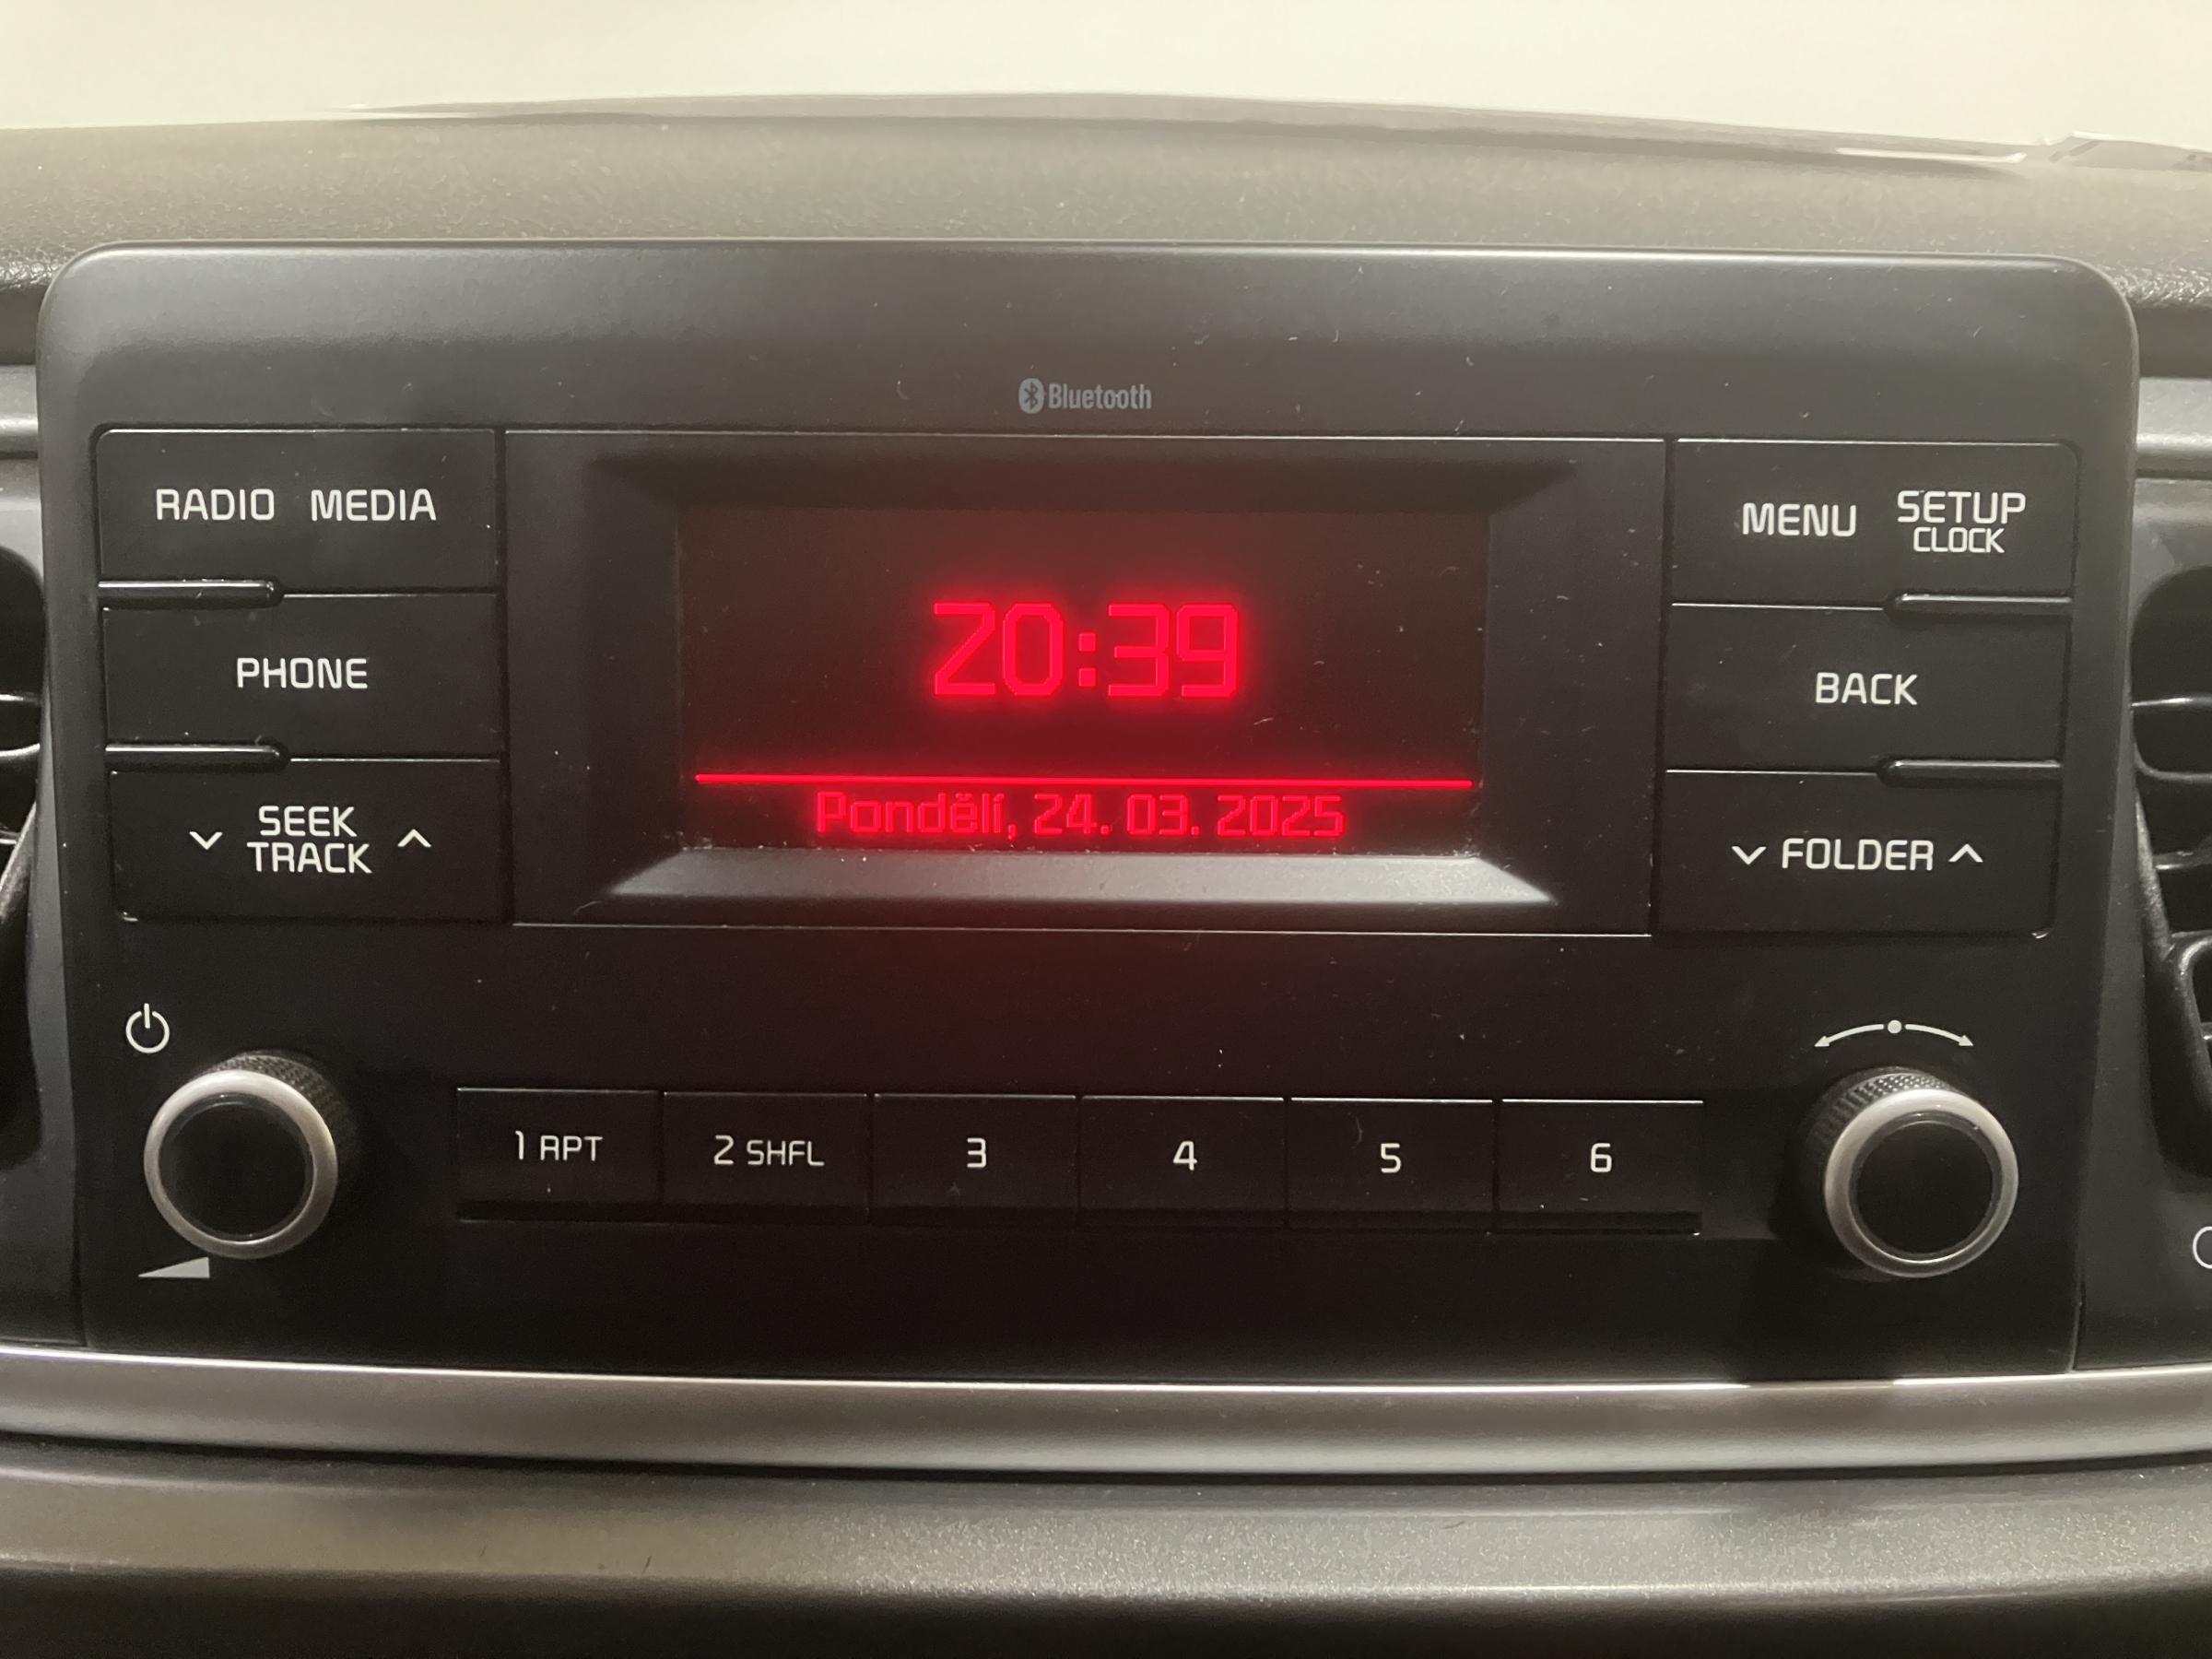 Bluetooth
RADIO MEDIA
MENU SETUP
CLOCK
20:39
PHONE
BACK
Pondělí, 24. 03. 2025
SEEK
TRACK
FOLDER
1 RPT
2 SHFL
3
4
5
6